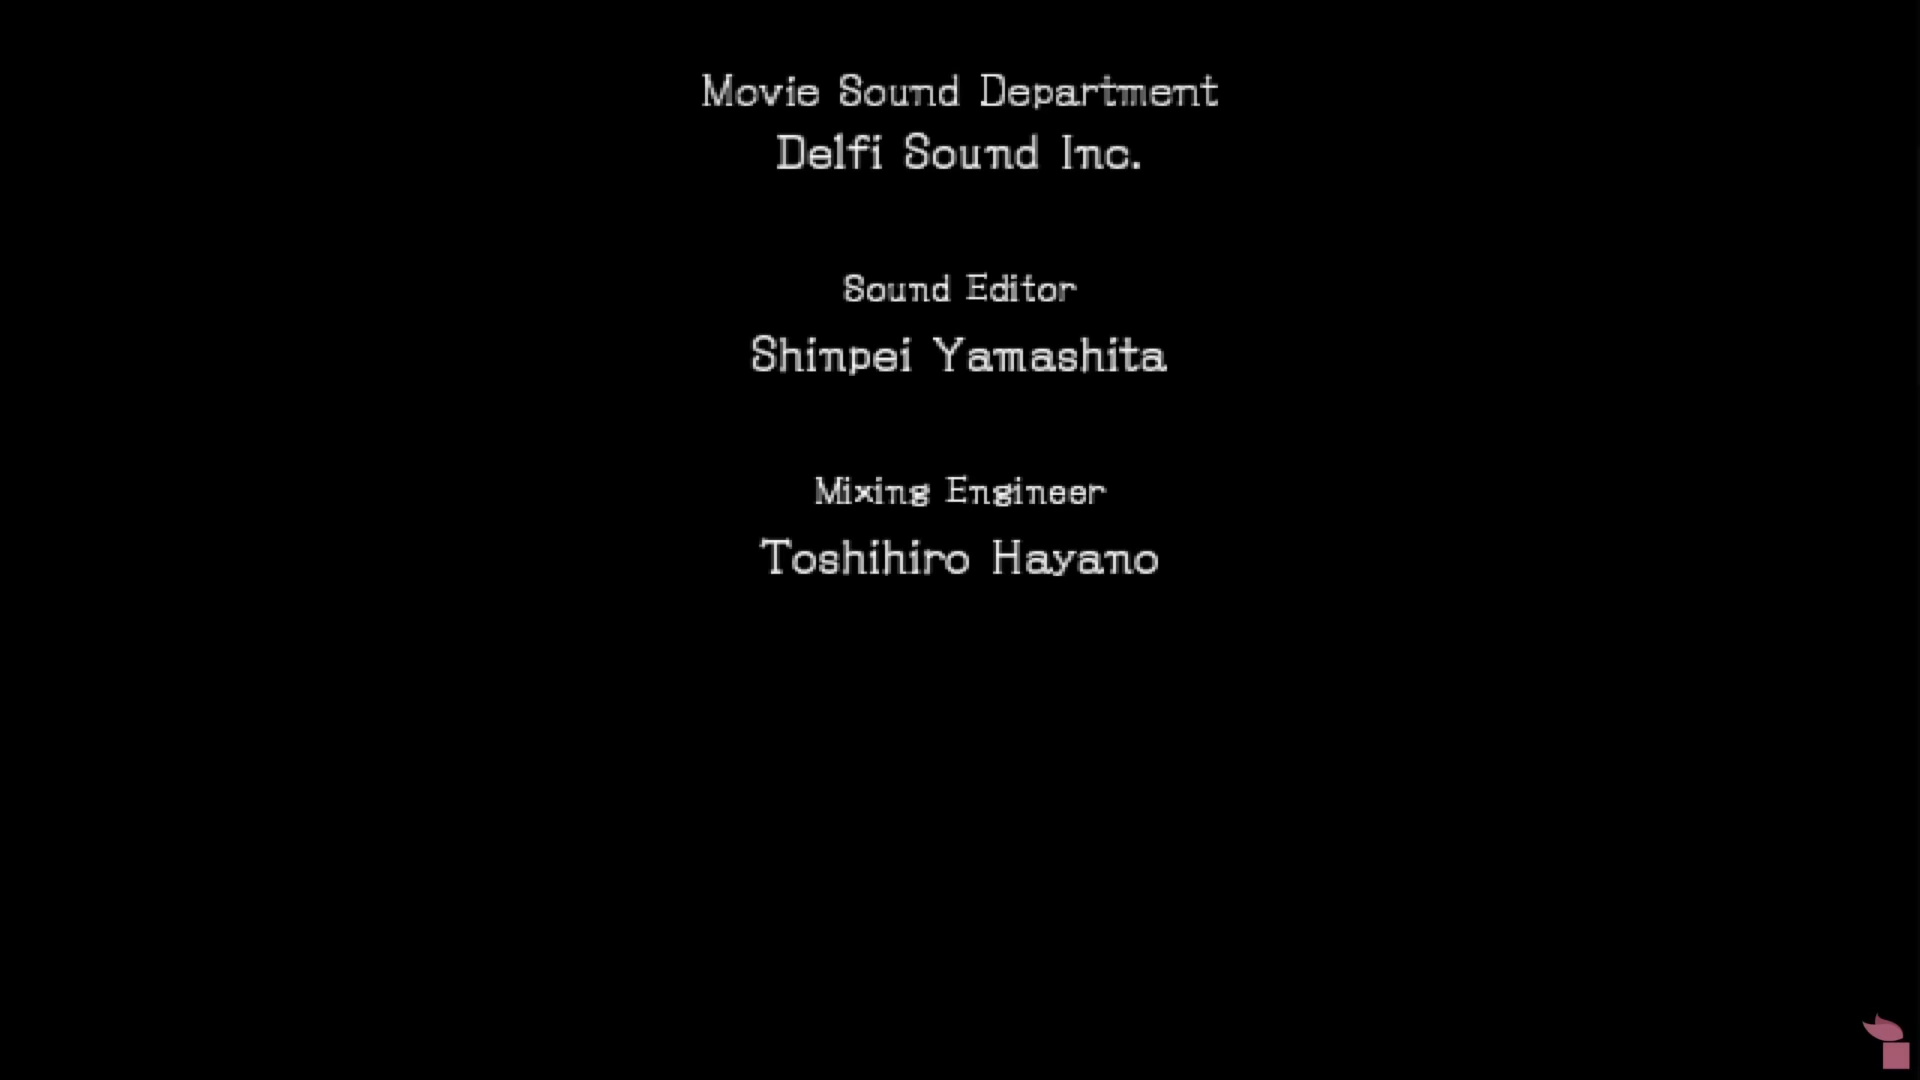 Movie Sound Department
Delfi Sound Inc.
Sound Editor
Shinpei Yamashita
Mixing Engineer
Toshihiro Hayano